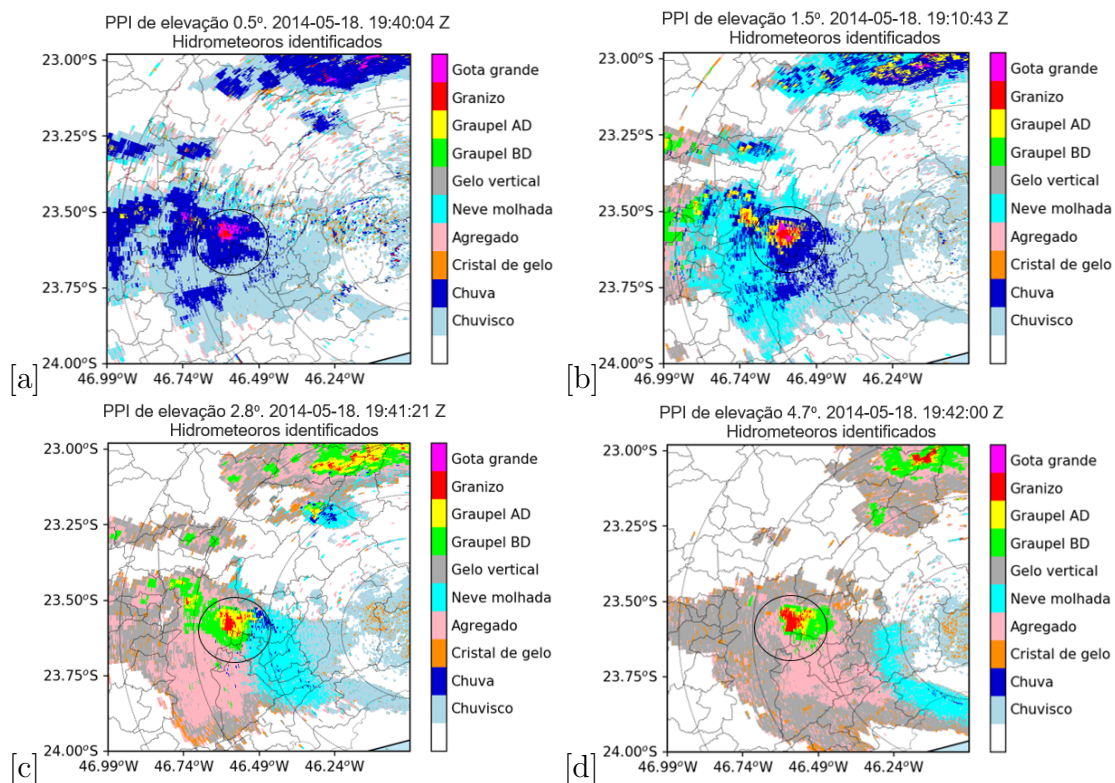 PPI de elevação 0.5º. 2014-05-18. 19:40:04 Z
Hidrometeoros identificados
23.00°S
23.25°S
23.50°S
23.75°S
24.00°S
46.99°W 46.74°W 46.49°W 46.24°W
Gota grande
Granizo
Graupel AD
Graupel BD
Gelo vertical
Neve molhada
Agregado
Cristal de gelo
Chuva
Chuvisco
[a]
PPI de elevação 1.5º. 2014-05-18. 19:10:43 Z
Hidrometeoros identificados
23.00°S
23.25°S
23.50°S
23.75°S
24.00°S
46.99°W 46.74°W 46.49°W 46.24°W
Gota grande
Granizo
Graupel AD
Graupel BD
Gelo vertical
Neve molhada
Agregado
Cristal de gelo
Chuva
Chuvisco
[b]
PPI de elevação 2.8º. 2014-05-18. 19:41:21 Z
Hidrometeoros identificados
23.00°S
23.25°S
23.50°S
23.75°S
24.00°S
46.99°W 46.74°W 46.49°W 46.24°W
Gota grande
Granizo
Graupel AD
Graupel BD
Gelo vertical
Neve molhada
Agregado
Cristal de gelo
Chuva
Chuvisco
[c]
PPI de elevação 4.7º. 2014-05-18. 19:42:00 Z
Hidrometeoros identificados
23.00°S
23.25°S
23.50°S
23.75°S
24.00°S
46.99°W 46.74°W 46.49°W 46.24°W
Gota grande
Granizo
Graupel AD
Graupel BD
Gelo vertical
Neve molhada
Agregado
Cristal de gelo
Chuva
Chuvisco
[d]